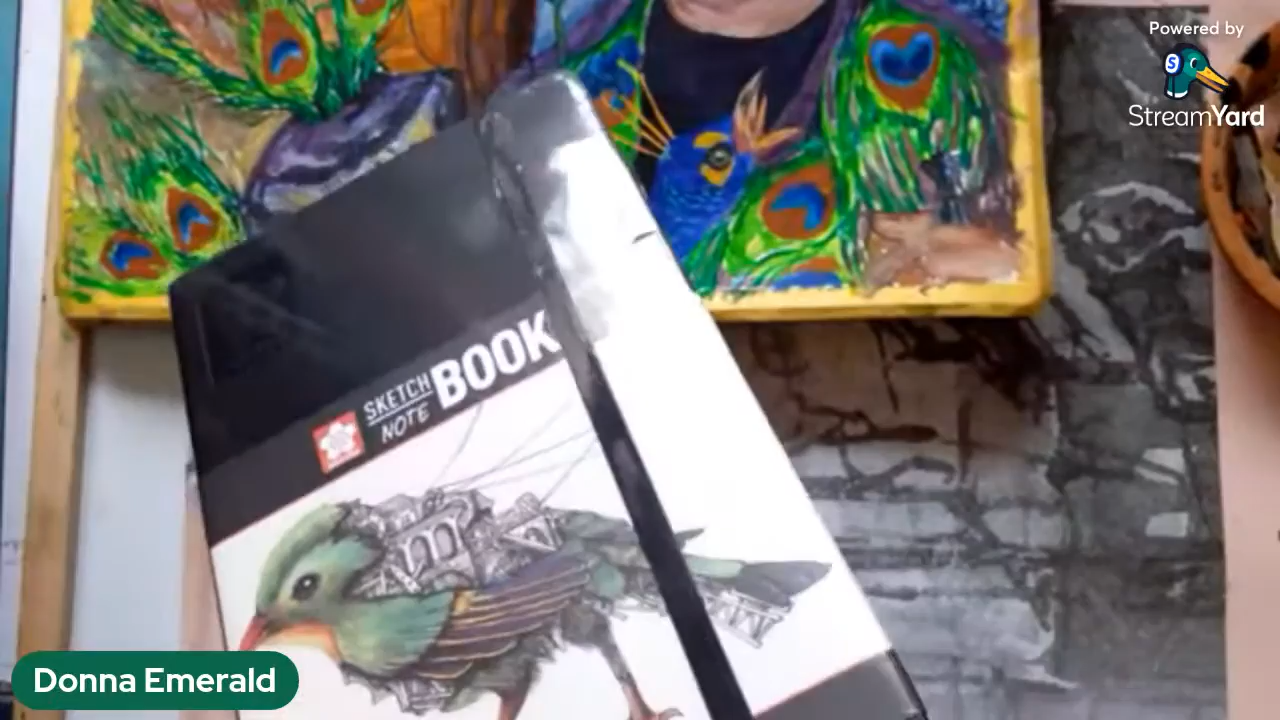 Powered by
S
StreamYard
SKETCH
NOTE
BOOK
Donna Emerald